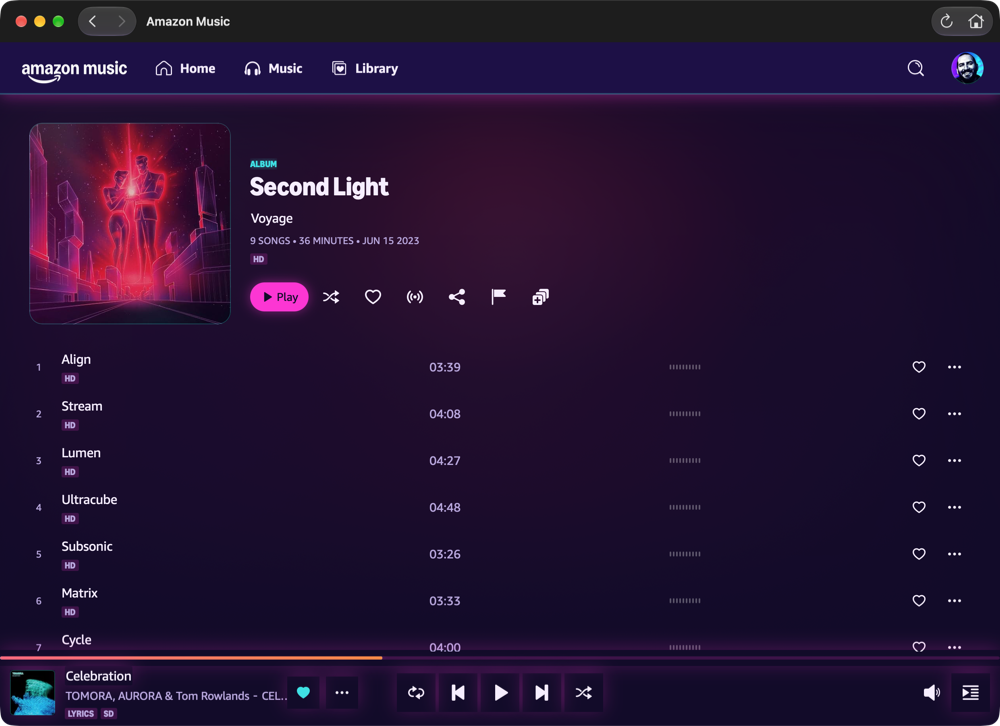 Amazon Music
amazon music
Home
Music
Library
ALBUM
Second Light
Voyage
9 SONGS • 36 MINUTES • JUN 15 2023
HD
Play
1
Align
HD
03:39
2
Stream
HD
04:08
3
Lumen
HD
04:27
4
Ultracube
HD
04:48
5
Subsonic
HD
03:26
6
Matrix
HD
03:33
7
Cycle
04:00
Celebration
TOMORA, AURORA & Tom Rowlands - CEL...
LYRICS SD